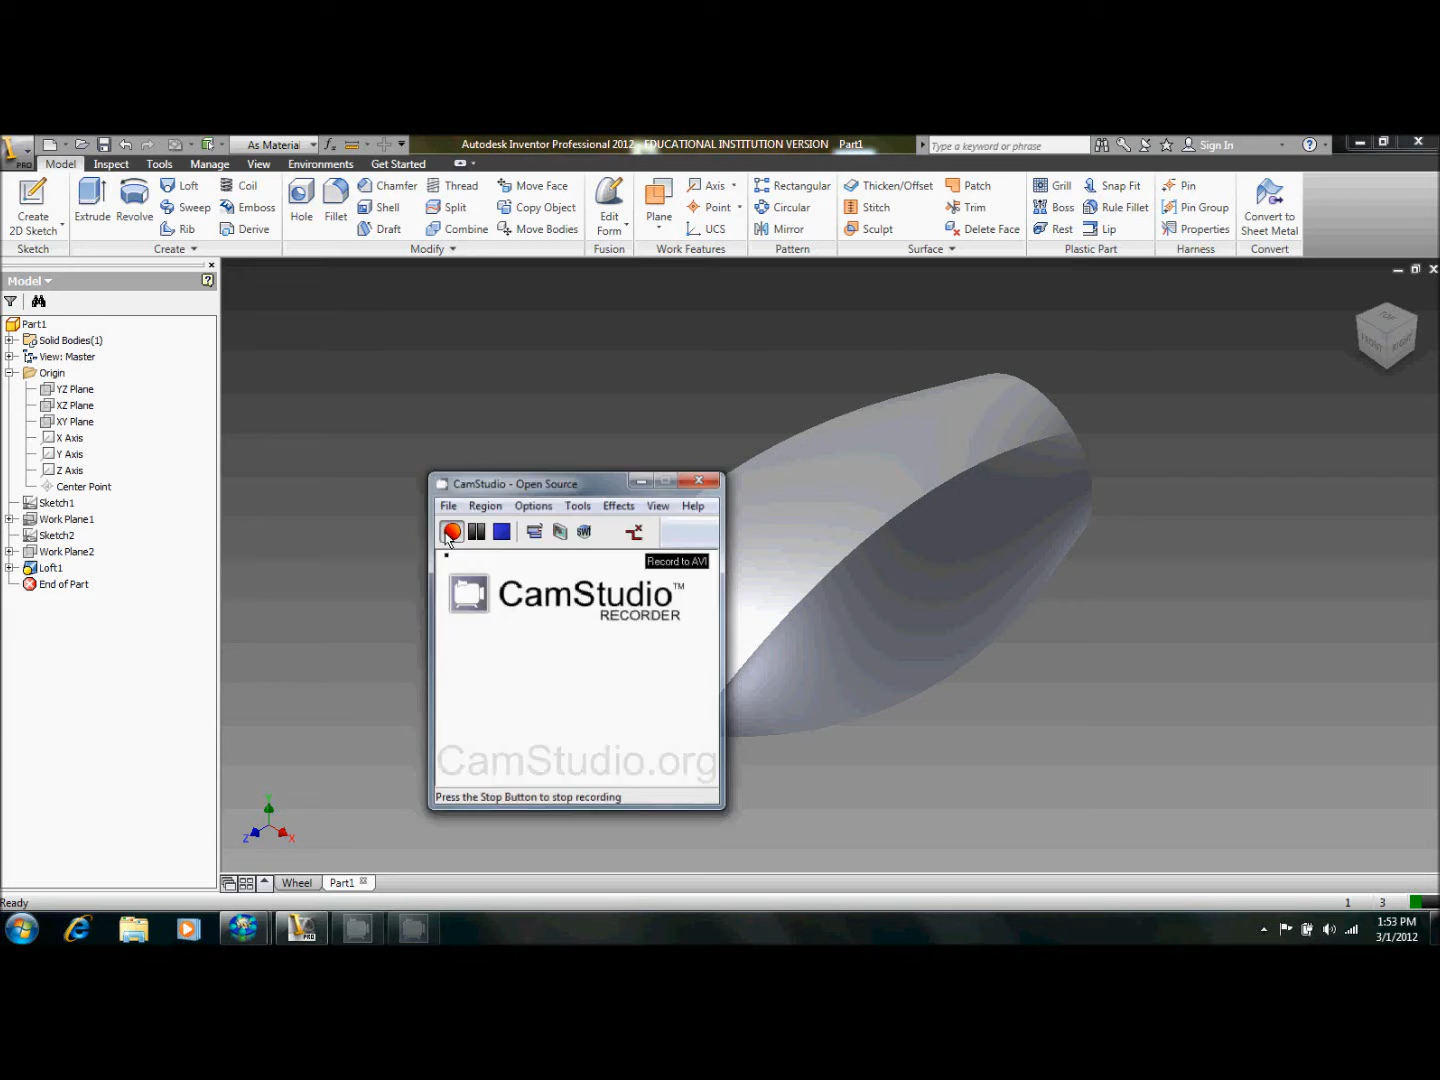 As Material
Autodesk Inventor Professional 2012 - EDUCATIONAL INSTITUTION VERSION Part1
Type a keyword or phrase
Sign In
PRO
Model Inspect Tools Manage View Environments Get Started
Create
2D Sketch
Extrude
Revolve
Loft
Sweep
Rib
Coil
Emboss
Derive
Hole
Fillet
Chamfer
Shell
Draft
Thread
Split
Combine
Move Face
Copy Object
Move Bodies
Edit
Form
Plane
Axis
Point
UCS
Rectangular
Circular
Mirror
Thicken/Offset
Stitch
Sculpt
Patch
Trim
Delete Face
Grill
Boss
Rest
Snap Fit
Rule Fillet
Lip
Pin
Pin Group
Properties
Convert to
Sheet Metal
Sketch Create Modify Fusion Work Features Pattern Surface Plastic Part Harness Convert
Model
Part1
Solid Bodies(1)
View: Master
Origin
YZ Plane
XZ Plane
XY Plane
X Axis
Y Axis
Z Axis
Center Point
Sketch1
Work Plane1
Sketch2
Work Plane2
Loft1
End of Part
TOP
FRONT
RIGHT
CamStudio - Open Source
File Region Options Tools Effects View Help
SWf
Record to AVI
CamStudio™
RECORDER
CamStudio.org
Press the Stop Button to stop recording
Y
Z
X
Wheel Part1
Ready
1 3
PRO
1:53 PM
3/1/2012